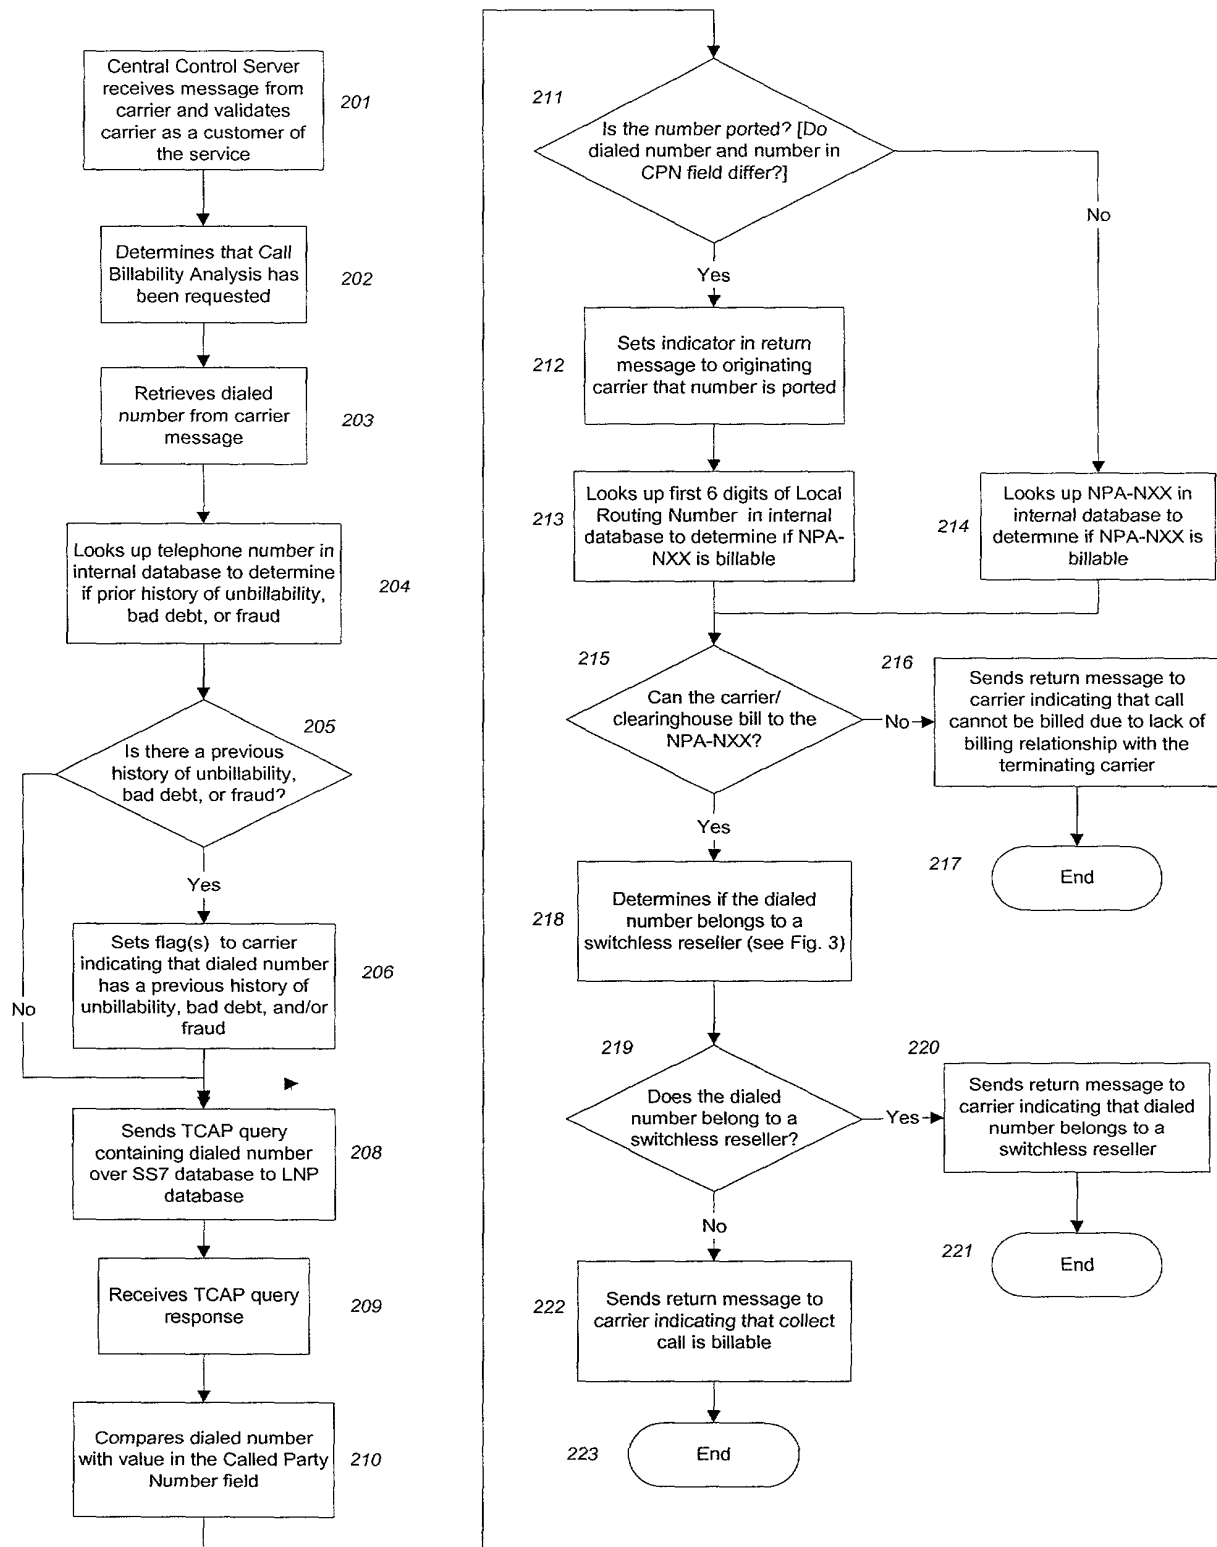 Central Control Server
receives message from
carrier and validates
carrier as a customer of
the service
201
Determines that Call
Billability Analysis has
been requested
202
Retrieves dialed
number from carrier
message
203
Looks up telephone number in
internal database to determine
if prior history of unbillability,
bad debt, or fraud
204
205
Is there a previous
history of unbillability,
bad debt, or fraud?
Yes
Sets flag(s) to carrier
indicating that dialed number
has a previous history of
unbillability, bad debt, and/or
fraud
206
No
Sends TCAP query
containing dialed number
over SS7 database to LNP
database
208
Receives TCAP query
response
209
Compares dialed number
with value in the Called Party
Number field
210
211
Is the number ported? [Do
dialed number and number in
CPN field differ?]
No
Yes
Sets indicator in return
message to originating
carrier that number is ported
212
Looks up first 6 digits of Local
Routing Number in internal
database to determine if NPA-
NXX is billable
213
Looks up NPA-NXX in
internal database to
determine if NPA-NXX is
billable
214
215
Can the carrier/
clearinghouse bill to the
NPA-NXX?
No
216
Sends return message to
carrier indicating that call
cannot be billed due to lack of
billing relationship with the
terminating carrier
217
End
Yes
Determines if the dialed
number belongs to a
switchless reseller (see Fig. 3)
218
219
Does the dialed
number belong to a
switchless reseller?
Yes
220
Sends return message to
carrier indicating that dialed
number belongs to a
switchless reseller
221
End
No
Sends return message to
carrier indicating that collect
call is billable
222
223
End